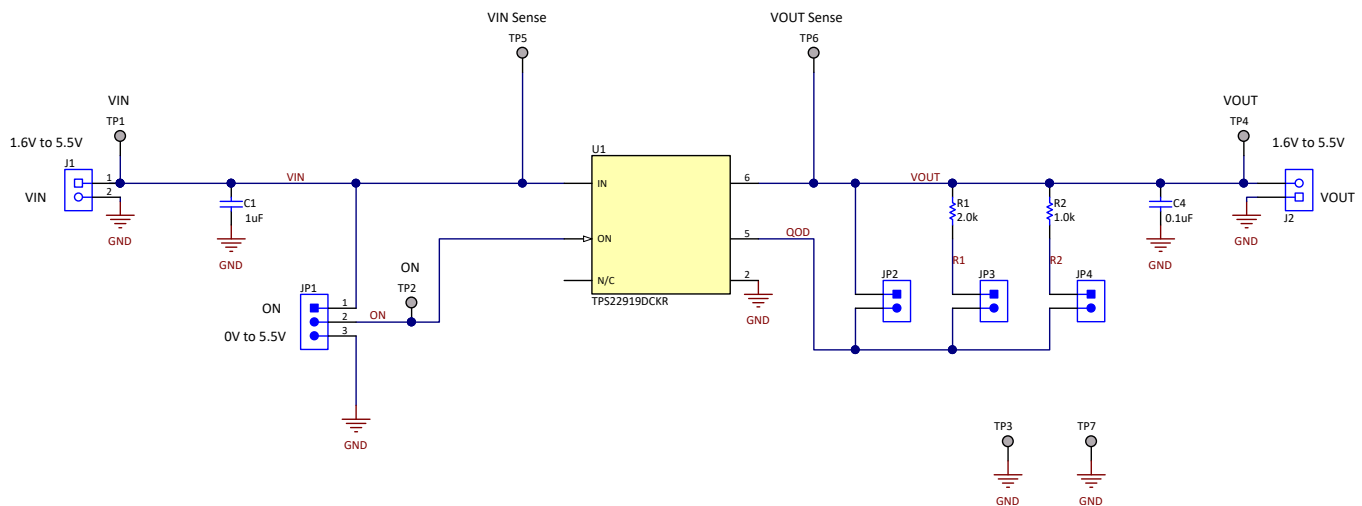 VIN Sense
VOUT Sense
TP5
TP6
VIN
VOUT
TP1
TP4
1.6V to 5.5V
1.6V to 5.5V
J1
U1
1
VIN
IN
6
VOUT
2
VIN
C1
1uF
R1
2.0k
R2
1.0k
C4
0.1uF
J2
VOUT
GND
GND
ON
5
QOD
GND
GND
R1
R2
ON
TP2
N/C
2
JP1
JP2
JP3
JP4
TPS22919DCKR
GND
ON
1
2
ON
3
0V to 5.5V
GND
TP3
TP7
GND
GND